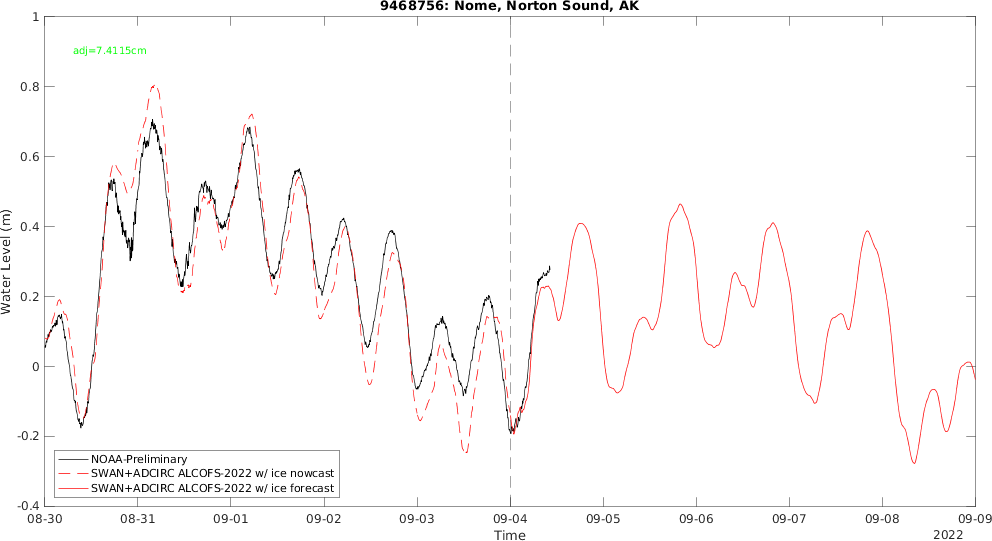 9468756: Nome, Norton Sound, AK
1
adj=7.4115cm
0.8
0.6
0.4
0.2
0
-0.2
-0.4
Water Level (m)
NOAA-Preliminary
SWAN+ADCIRC ALCOFS-2022 w/ ice nowcast
SWAN+ADCIRC ALCOFS-2022 w/ ice forecast
08-30 08-31 09-01 09-02 09-03 09-04 09-05 09-06 09-07 09-08 09-09
Time
2022